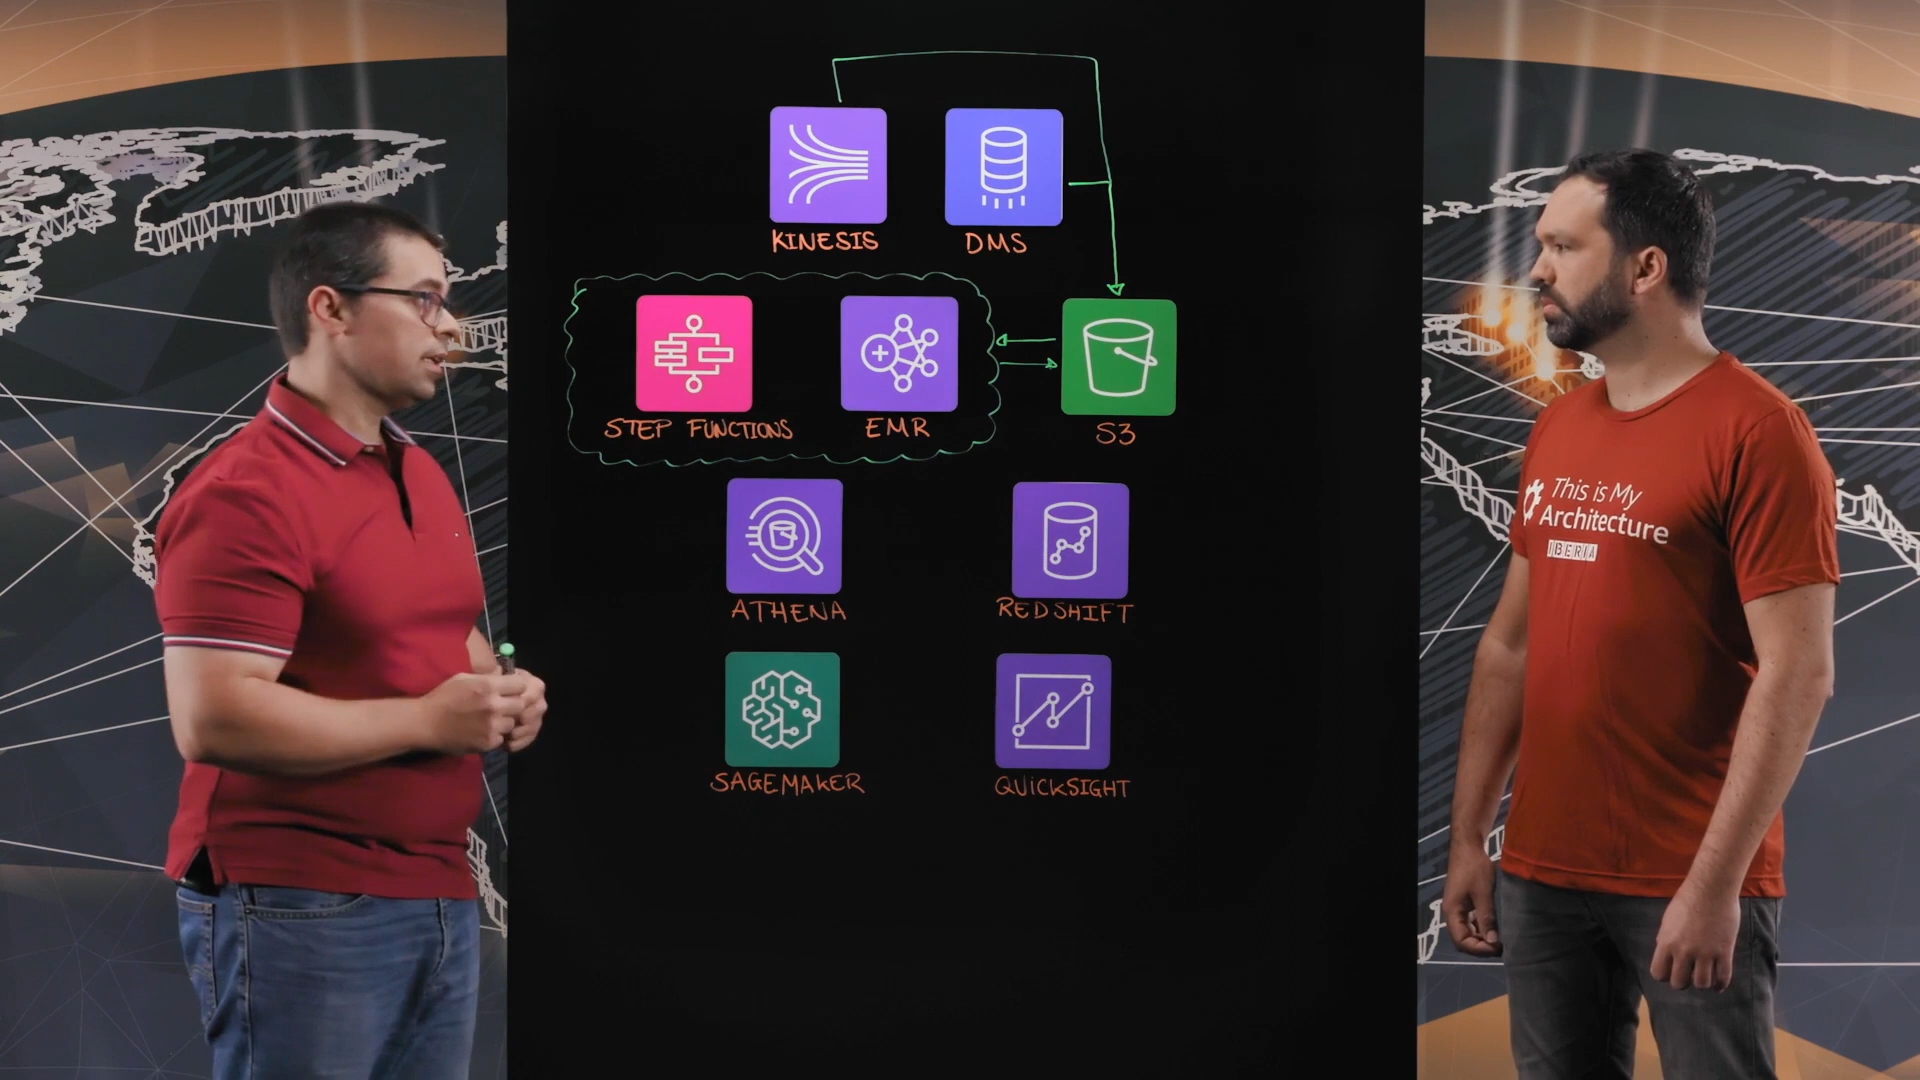 KINESIS
DMS
STEP FUNCTIONS
EMR
S3
ATHENA
REDSHIFT
SAGEMAKER
QUICKSIGHT
This is My
Architecture
IBERIA